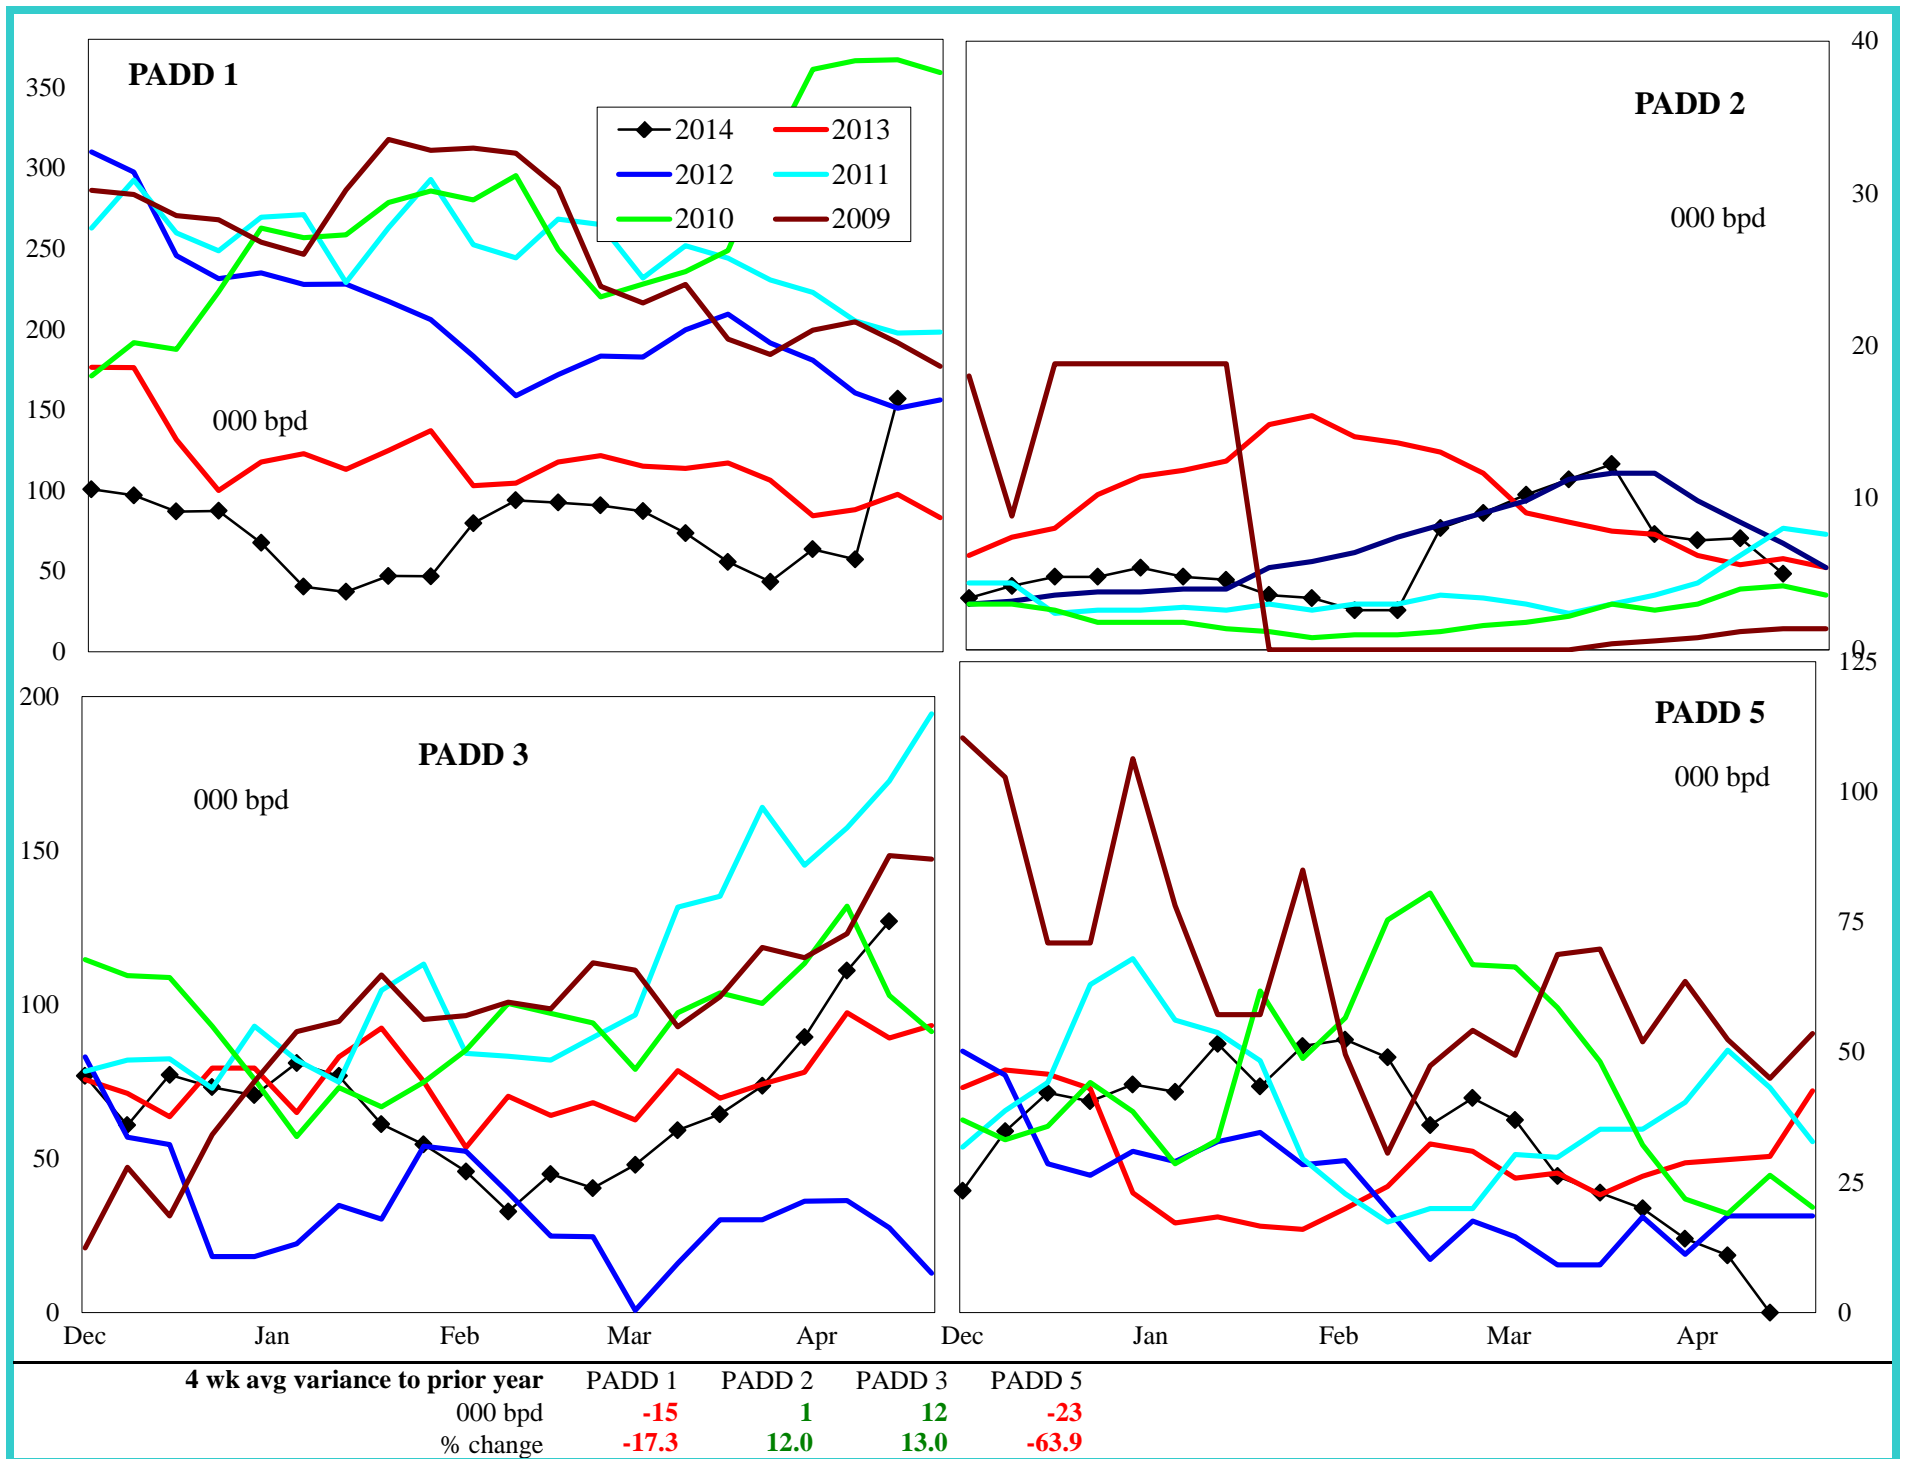 PADD 1
350
300
250
200
150
100
50
0
000 bpd
2014 2013
2012 2011
2010 2009
PADD 2
000 bpd
40
30
20
10
0
PADD 3
000 bpd
200
150
100
50
0
Dec Jan Feb Mar Apr
PADD 5
000 bpd
125
100
75
50
25
0
Dec Jan Feb Mar Apr
4 wk avg variance to prior year PADD 1 PADD 2 PADD 3 PADD 5
000 bpd -15 1 12 -23
% change -17.3 12.0 13.0 -63.9